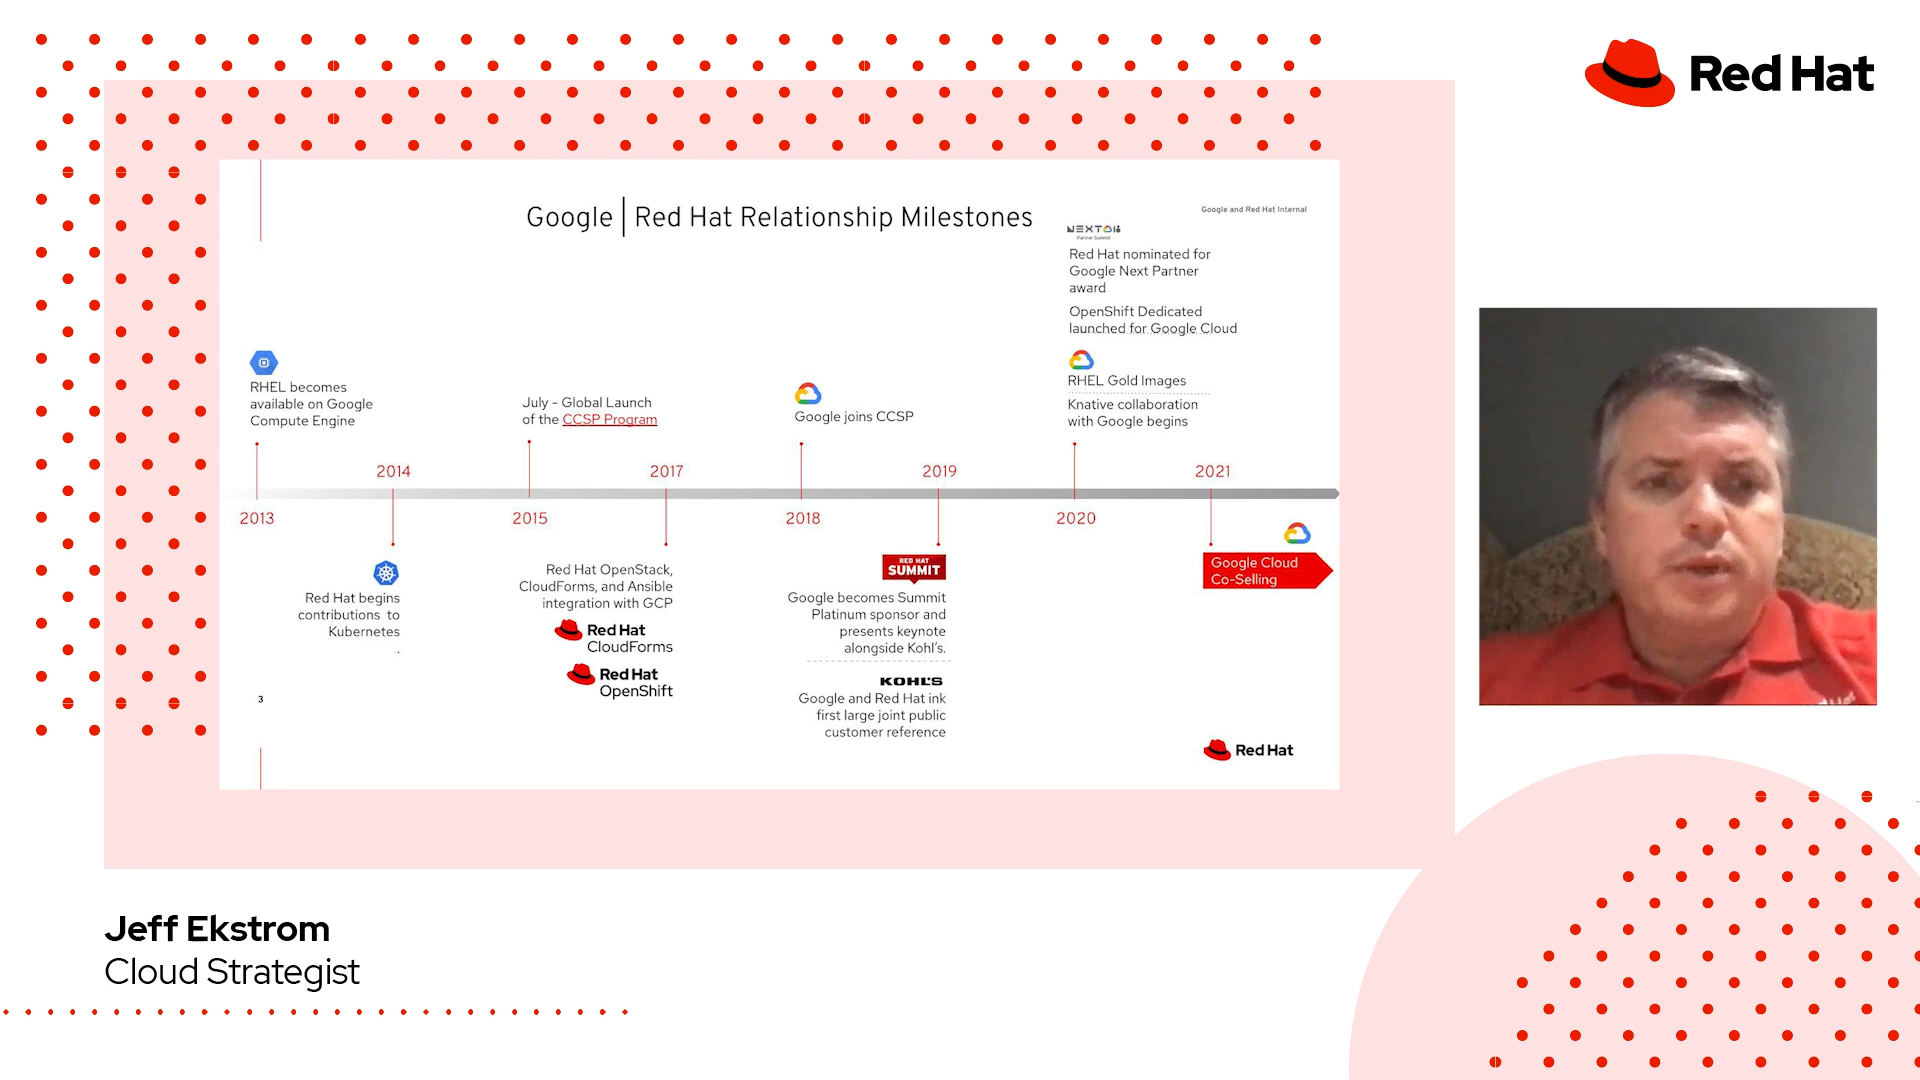 Red Hat
Google | Red Hat Relationship Milestones
Google and Red Hat Internal
NEXT
Partner Summit
Red Hat nominated for
Google Next Partner
award
OpenShift Dedicated
launched for Google Cloud
RHEL becomes
available on Google
Compute Engine
July - Global Launch
of the CCSP Program
Google joins CCSP
RHEL Gold Images
Knative collaboration
with Google begins
2014
2017
2019
2021
2013
2015
2018
2020
Red Hat begins
contributions to
Kubernetes
.
Red Hat OpenStack,
CloudForms, and Ansible
integration with GCP
Red Hat
CloudForms
Red Hat
OpenShift
RED HAT
SUMMIT
Google becomes Summit
Platinum sponsor and
presents keynote
alongside Kohl's.
KOHL'S
Google and Red Hat ink
first large joint public
customer reference
Google Cloud
Co-Selling
3
Red Hat
Jeff Ekstrom
Cloud Strategist